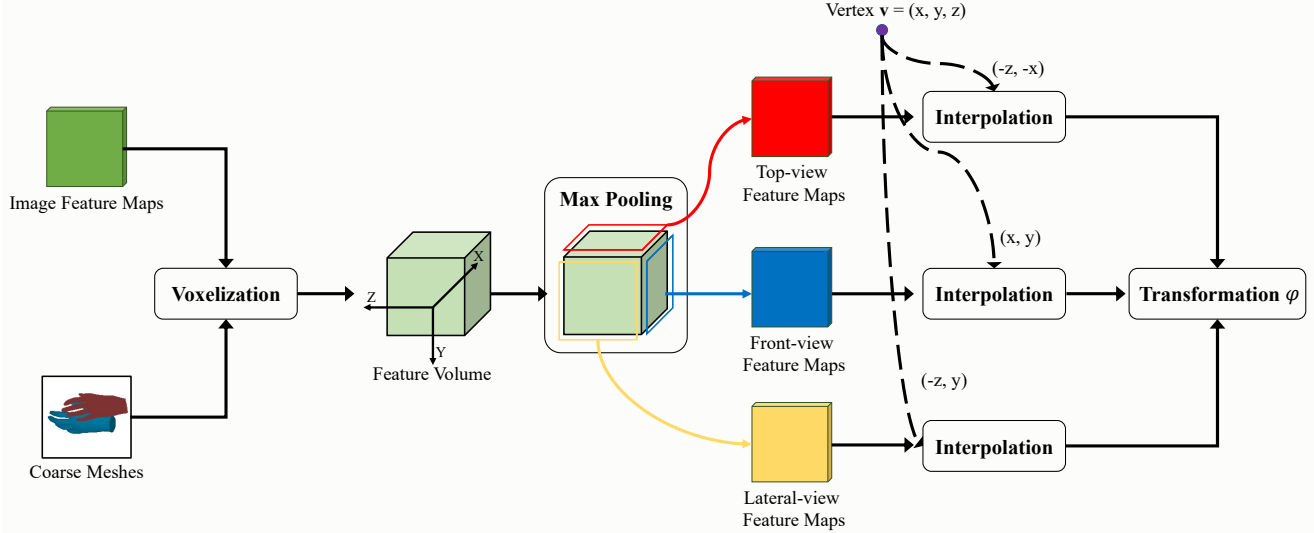 Vertex v = (x, y, z)
(-z, -x)
Interpolation
Image Feature Maps
Top-view
Feature Maps
Max Pooling
(x, y)
Voxelization
X
Z
Y
Feature Volume
Front-view
Feature Maps
Interpolation
Transformation φ
(-z, y)
Coarse Meshes
Lateral-view
Feature Maps
Interpolation